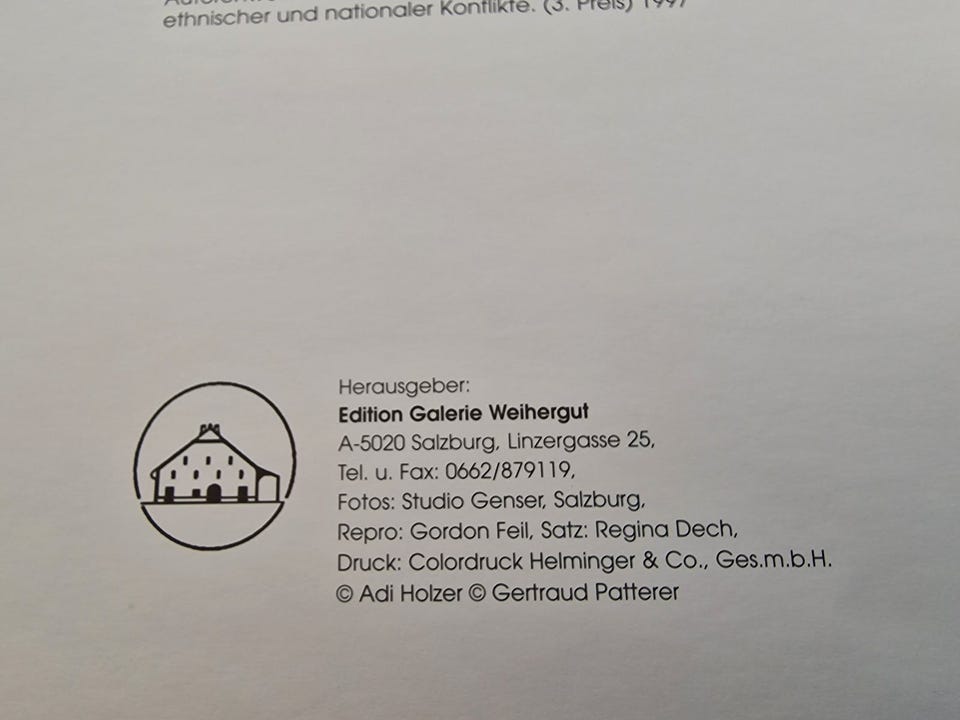 ethnischer und nationaler Konflikte. (3. Preis) 1997
Herausgeber:
Edition Galerie Weihergut
A-5020 Salzburg, Linzergasse 25,
Tel. u. Fax: 0662/879119,
Fotos: Studio Genser, Salzburg,
Repro: Gordon Feil, Satz: Regina Dech,
Druck: Colordruck Helminger & Co., Ges.m.b.H.
© Adi Holzer © Gertraud Patterer